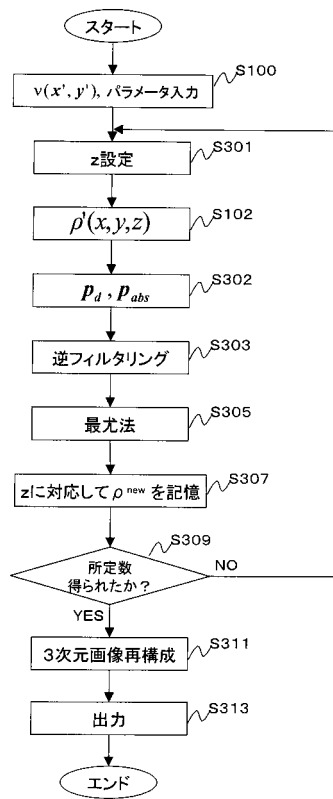 スタート
S100
ν(x', y'), パラメータ入力
S301
z設定
S102
ρ'(x,y,z)
S302
p_d , p_abs
S303
逆フィルタリング
S305
最尤法
S307
zに対応してρ^new を記憶
S309
所定数
得られたか?
NO
YES
S311
3次元画像再構成
S313
出力
エンド